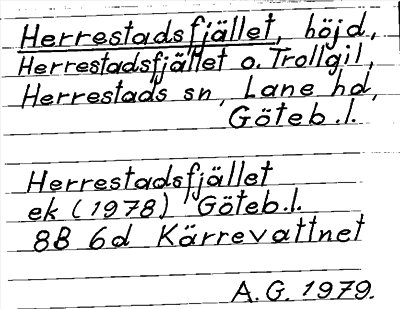 Herrestadsfjället, höjd,
Herrestadsfjället o. Trollgil,
Herrestads sn, Lane hd,
Göteb. l.
Herrestadsfjället
ek (1978) Göteb. l.
8B 6d Kärrevattnet
A. G. 1979.